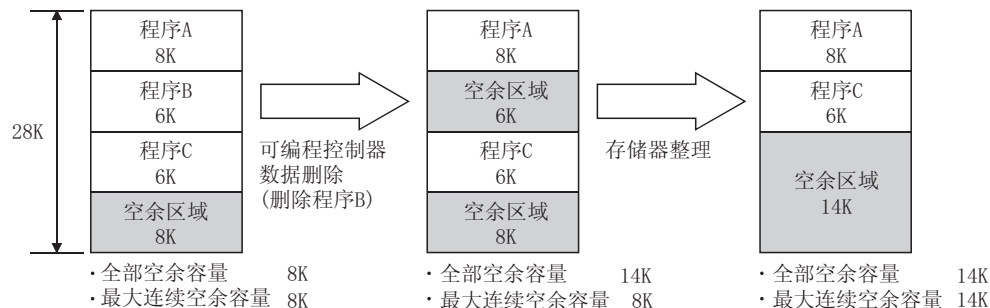 28K
程序A
8K
程序B
6K
程序C
6K
空余区域
8K
・全部空余容量 8K
・最大连续空余容量 8K
可编程控制器
数据删除
(删除程序B)
程序A
8K
空余区域
6K
程序C
6K
空余区域
8K
・全部空余容量 14K
・最大连续空余容量 8K
存储器整理
程序A
8K
程序C
6K
空余区域
14K
・全部空余容量 14K
・最大连续空余容量 14K